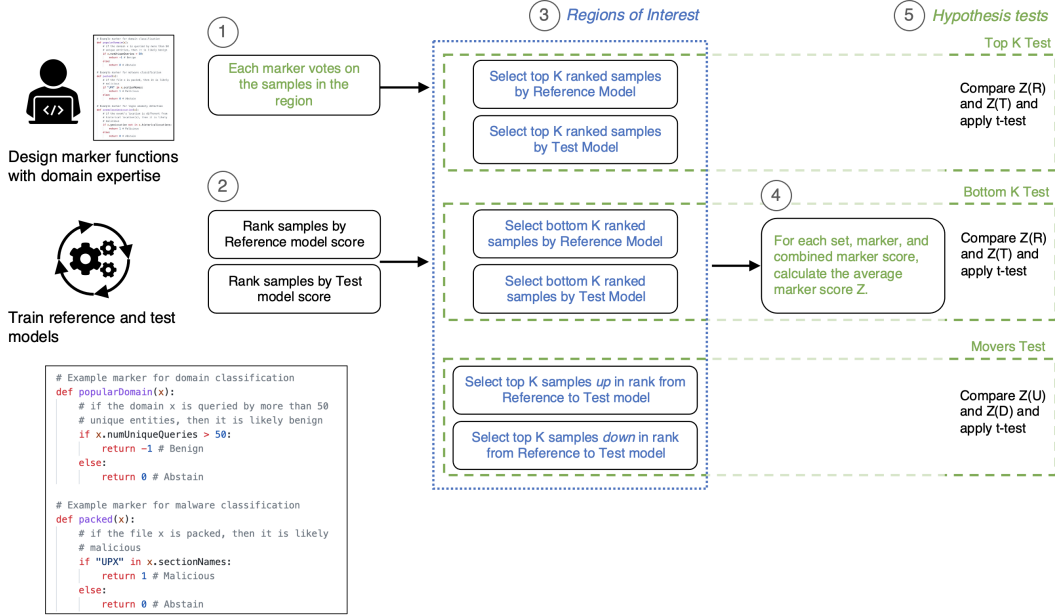 3 Regions of Interest
5 Hypothesis tests
1
Each marker votes on
the samples in the
region
Design marker functions
with domain expertise
2
Rank samples by
Reference model score
Rank samples by Test
model score
Train reference and test
models
Select top K ranked samples
by Reference Model
Select top K ranked samples
by Test Model
Top K Test
Compare Z(R)
and Z(T) and
apply t-test
Select bottom K ranked
samples by Reference Model
Select bottom K ranked
samples by Test Model
4
For each set, marker, and
combined marker score,
calculate the average
marker score Z.
Bottom K Test
Compare Z(R)
and Z(T) and
apply t-test
Select top K samples up in rank from
Reference to Test model
Select top K samples down in rank
from Reference to Test model
Movers Test
Compare Z(U)
and Z(D) and
apply t-test
# Example marker for domain classification
def popularDomain(x):
# if the domain x is queried by more than 50
# unique entities, then it is likely benign
if x.numUniqueQueries > 50:
return -1 # Benign
else:
return 0 # Abstain
# Example marker for malware classification
def packed(x):
# if the file x is packed, then it is likely
# malicious
if "UPX" in x.sectionNames:
return 1 # Malicious
else:
return 0 # Abstain